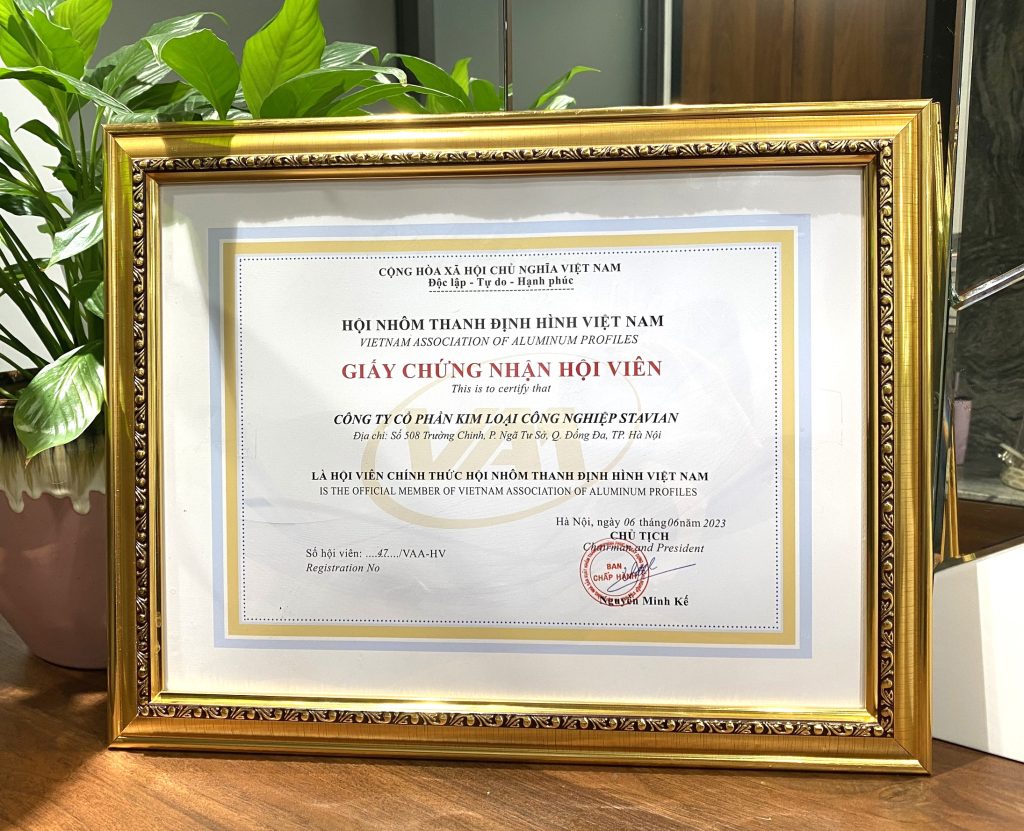 CỘNG HÒA XÃ HỘI CHỦ NGHĨA VIỆT NAM
Độc lập - Tự do - Hạnh phúc
HỘI NHÔM THANH ĐỊNH HÌNH VIỆT NAM
VIETNAM ASSOCIATION OF ALUMINUM PROFILES
GIẤY CHỨNG NHẬN HỘI VIÊN
This is to certify that
CÔNG TY CỔ PHẦN KIM LOẠI CÔNG NGHIỆP STAVIAN
Địa chỉ: Số 508 Trường Chinh, P. Ngã Tư Sở, Q. Đống Đa, TP. Hà Nội
VAA
LÀ HỘI VIÊN CHÍNH THỨC HỘI NHÔM THANH ĐỊNH HÌNH VIỆT NAM
IS THE OFFICIAL MEMBER OF VIETNAM ASSOCIATION OF ALUMINUM PROFILES
Hà Nội, ngày 06 tháng 06 năm 2023
CHỦ TỊCH
Chairman and President
Số hội viên: ....47..../VAA-HV
Registration No
BAN
CHẤP HÀNH
Nguyễn Minh Kế